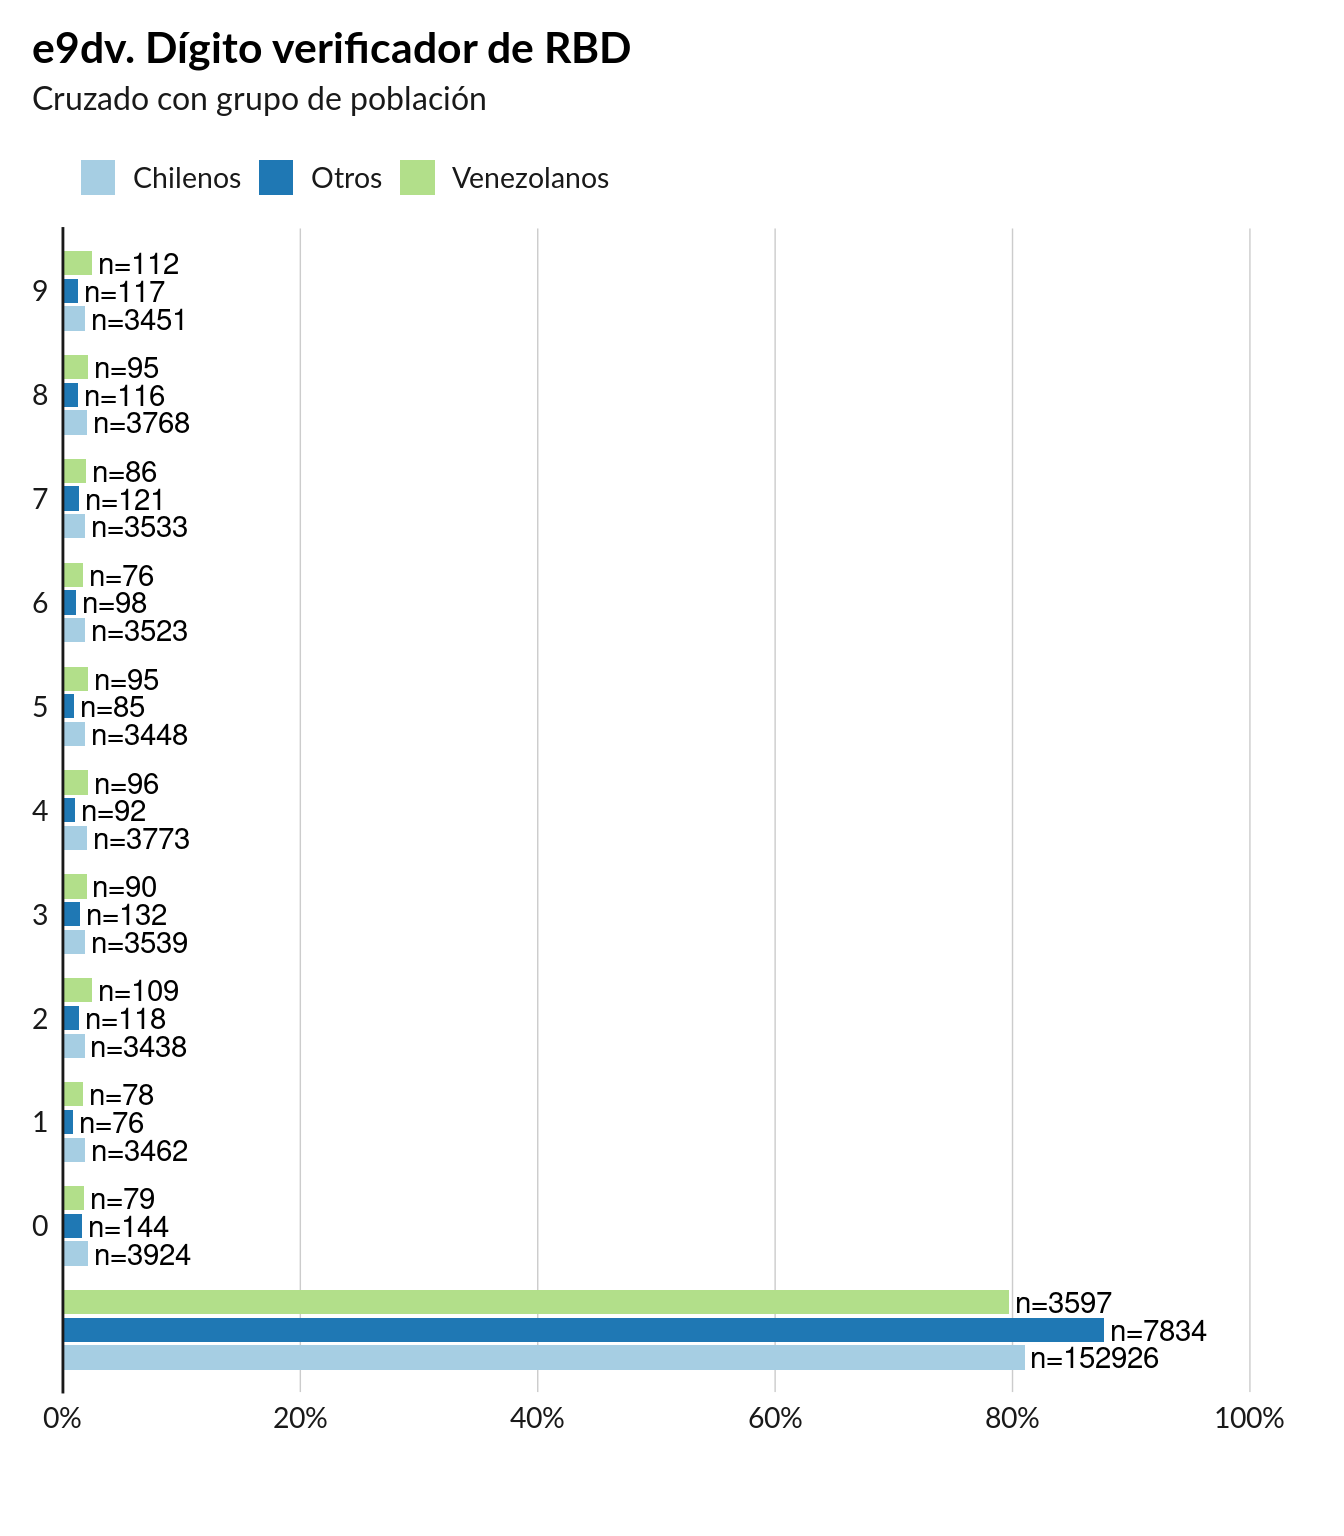 e9dv. Dígito verificador de RBD
Cruzado con grupo de población
Chilenos Otros Venezolanos
n=112
9 n=117
n=3451
n=95
8 n=116
n=3768
n=86
7 n=121
n=3533
n=76
6 n=98
n=3523
n=95
5 n=85
n=3448
n=96
4 n=92
n=3773
n=90
3 n=132
n=3539
n=109
2 n=118
n=3438
n=78
1 n=76
n=3462
n=79
0 n=144
n=3924
n=3597
n=7834
n=152926
0% 20% 40% 60% 80% 100%